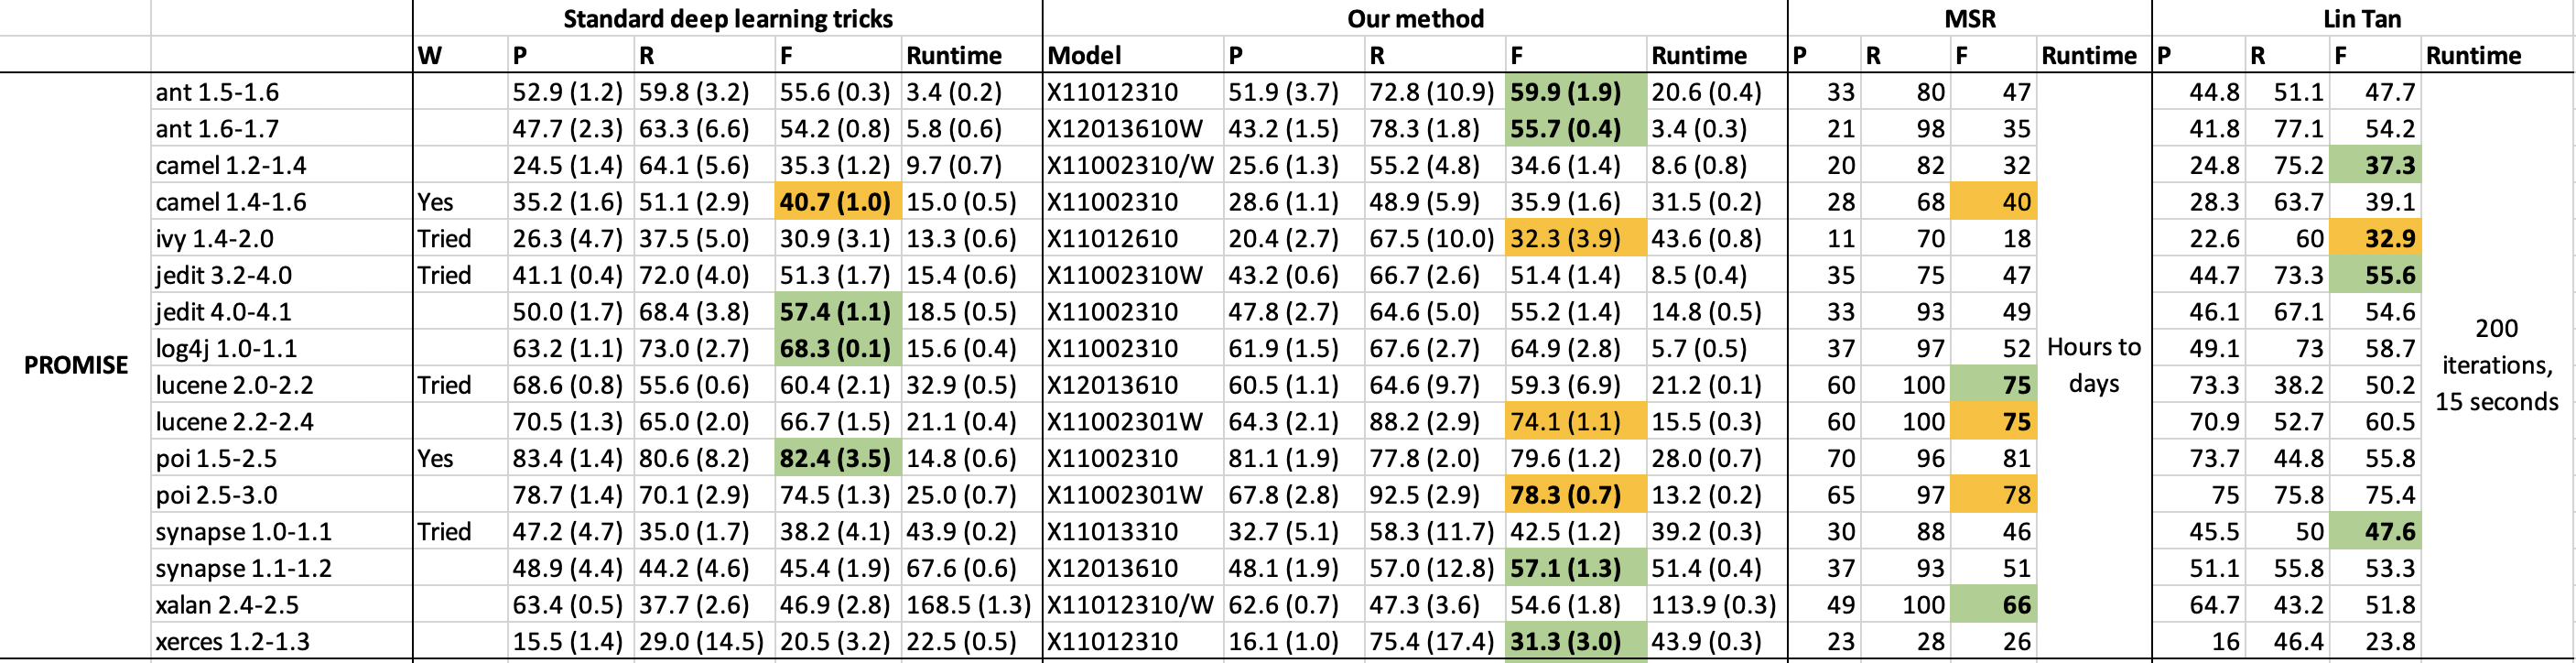 Standard deep learning tricks Our method MSR Lin Tan
W P R F Runtime Model P R F Runtime P R F Runtime P R F Runtime
ant 1.5-1.6 52.9 (1.2) 59.8 (3.2) 55.6 (0.3) 3.4 (0.2) X11012310 51.9 (3.7) 72.8 (10.9) 59.9 (1.9) 20.6 (0.4) 33 80 47 44.8 51.1 47.7
ant 1.6-1.7 47.7 (2.3) 63.3 (6.6) 54.2 (0.8) 5.8 (0.6) X12013610W 43.2 (1.5) 78.3 (1.8) 55.7 (0.4) 3.4 (0.3) 21 98 35 41.8 77.1 54.2
camel 1.2-1.4 24.5 (1.4) 64.1 (5.6) 35.3 (1.2) 9.7 (0.7) X11002310/W 25.6 (1.3) 55.2 (4.8) 34.6 (1.4) 8.6 (0.8) 20 82 32 24.8 75.2 37.3
camel 1.4-1.6 Yes 35.2 (1.6) 51.1 (2.9) 40.7 (1.0) 15.0 (0.5) X11002310 28.6 (1.1) 48.9 (5.9) 35.9 (1.6) 31.5 (0.2) 28 68 40 28.3 63.7 39.1
ivy 1.4-2.0 Tried 26.3 (4.7) 37.5 (5.0) 30.9 (3.1) 13.3 (0.6) X11012610 20.4 (2.7) 67.5 (10.0) 32.3 (3.9) 43.6 (0.8) 11 70 18 22.6 60 32.9
jedit 3.2-4.0 Tried 41.1 (0.4) 72.0 (4.0) 51.3 (1.7) 15.4 (0.6) X11002310W 43.2 (0.6) 66.7 (2.6) 51.4 (1.4) 8.5 (0.4) 35 75 47 44.7 73.3 55.6
jedit 4.0-4.1 50.0 (1.7) 68.4 (3.8) 57.4 (1.1) 18.5 (0.5) X11002310 47.8 (2.7) 64.6 (5.0) 55.2 (1.4) 14.8 (0.5) 33 93 49 46.1 67.1 54.6
log4j 1.0-1.1 63.2 (1.1) 73.0 (2.7) 68.3 (0.1) 15.6 (0.4) X11002310 61.9 (1.5) 67.6 (2.7) 64.9 (2.8) 5.7 (0.5) 37 97 52 Hours to 49.1 73 58.7 200
PROMISE lucene 2.0-2.2 Tried 68.6 (0.8) 55.6 (0.6) 60.4 (2.1) 32.9 (0.5) X12013610 60.5 (1.1) 64.6 (9.7) 59.3 (6.9) 21.2 (0.1) 60 100 75 days 73.3 38.2 50.2 iterations,
lucene 2.2-2.4 70.5 (1.3) 65.0 (2.0) 66.7 (1.5) 21.1 (0.4) X11002301W 64.3 (2.1) 88.2 (2.9) 74.1 (1.1) 15.5 (0.3) 60 100 75 70.9 52.7 60.5 15 seconds
poi 1.5-2.5 Yes 83.4 (1.4) 80.6 (8.2) 82.4 (3.5) 14.8 (0.6) X11002310 81.1 (1.9) 77.8 (2.0) 79.6 (1.2) 28.0 (0.7) 70 96 81 73.7 44.8 55.8
poi 2.5-3.0 78.7 (1.4) 70.1 (2.9) 74.5 (1.3) 25.0 (0.7) X11002301W 67.8 (2.8) 92.5 (2.9) 78.3 (0.7) 13.2 (0.2) 65 97 78 75 75.8 75.4
synapse 1.0-1.1 Tried 47.2 (4.7) 35.0 (1.7) 38.2 (4.1) 43.9 (0.2) X11013310 32.7 (5.1) 58.3 (11.7) 42.5 (1.2) 39.2 (0.3) 30 88 46 45.5 50 47.6
synapse 1.1-1.2 48.9 (4.4) 44.2 (4.6) 45.4 (1.9) 67.6 (0.6) X12013610 48.1 (1.9) 57.0 (12.8) 57.1 (1.3) 51.4 (0.4) 37 93 51 51.1 55.8 53.3
xalan 2.4-2.5 63.4 (0.5) 37.7 (2.6) 46.9 (2.8) 168.5 (1.3) X11012310/W 62.6 (0.7) 47.3 (3.6) 54.6 (1.8) 113.9 (0.3) 49 100 66 64.7 43.2 51.8
xerces 1.2-1.3 15.5 (1.4) 29.0 (14.5) 20.5 (3.2) 22.5 (0.5) X11012310 16.1 (1.0) 75.4 (17.4) 31.3 (3.0) 43.9 (0.3) 23 28 26 16 46.4 23.8